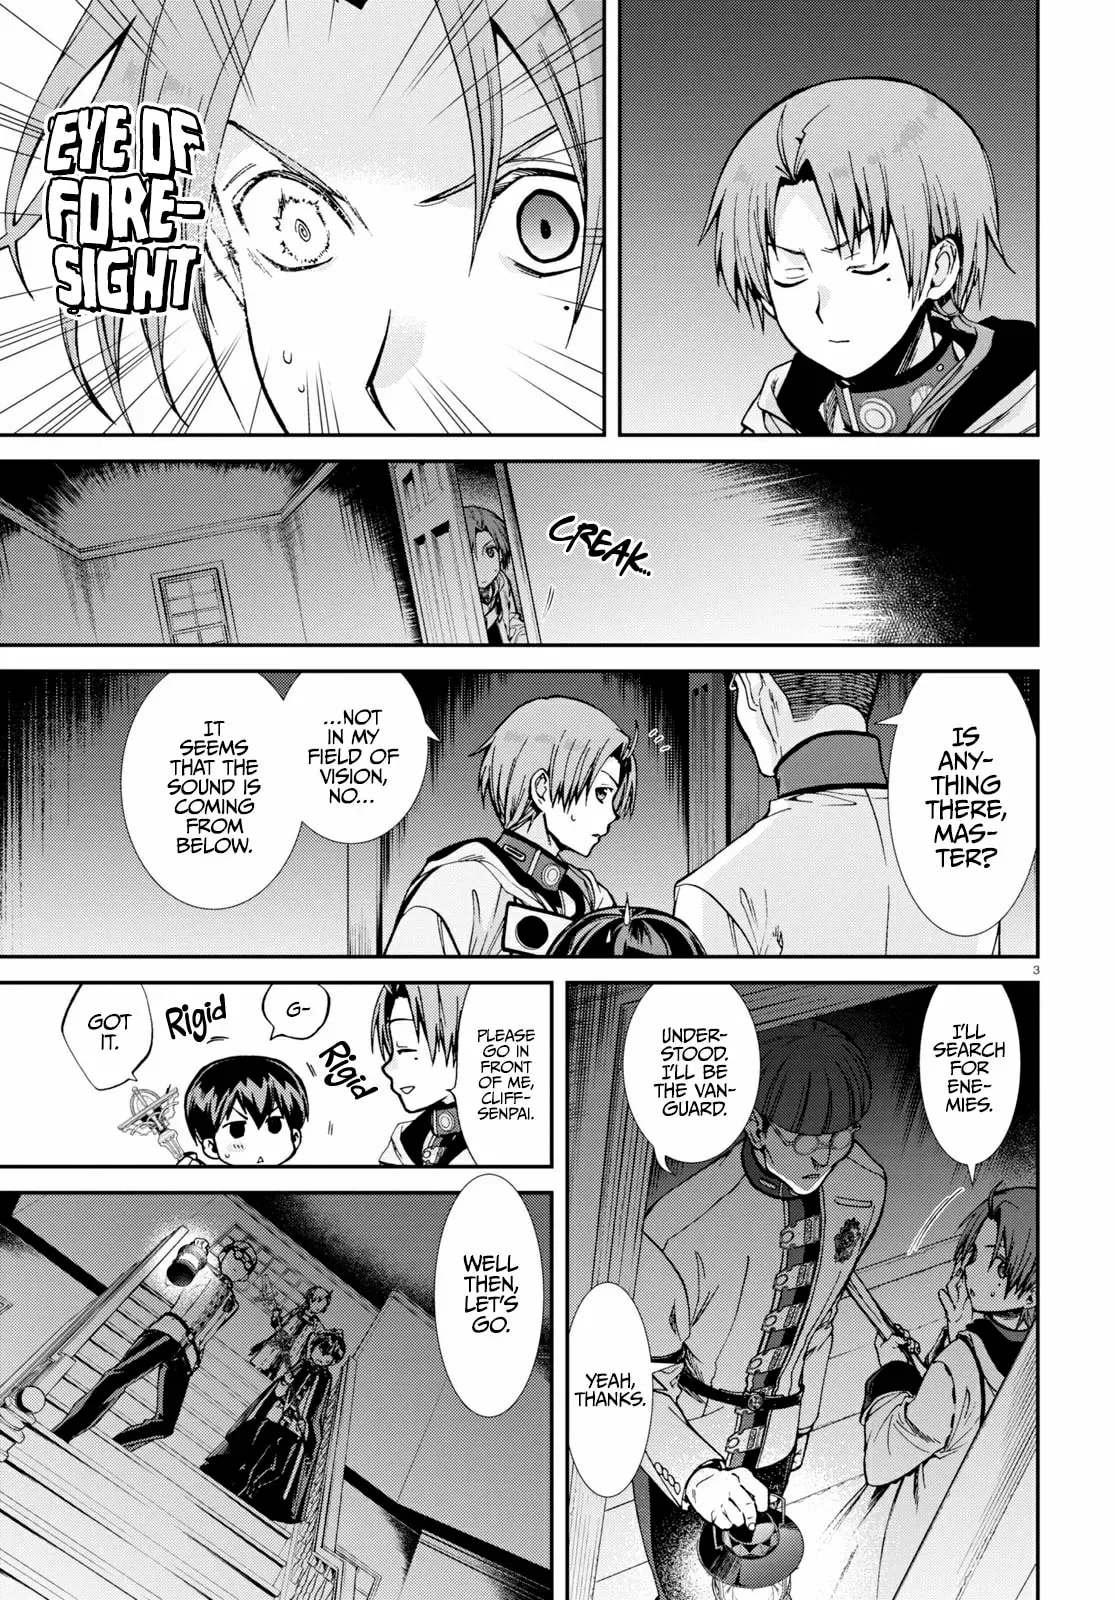 EYE OF
FORE-
SIGHT
CREAK...
IS
ANY-
THING
THERE,
MAS-
TER?
...NOT
IN MY
FIELD OF
VISION,
NO...
IT
SEEMS
THAT THE
SOUND IS
COMING
FROM
BELOW.
3
I'LL
SEARCH
FOR
ENE-
MIES.
UNDER-
STOOD.
I'LL BE
THE VAN-
GUARD.
YEAH,
THANKS.
PLEASE
GO IN
FRONT
OF ME,
CLIFF-
SENPAI.
Rigid
G-
Rigid
GOT
IT.
WELL
THEN,
LET'S
GO.